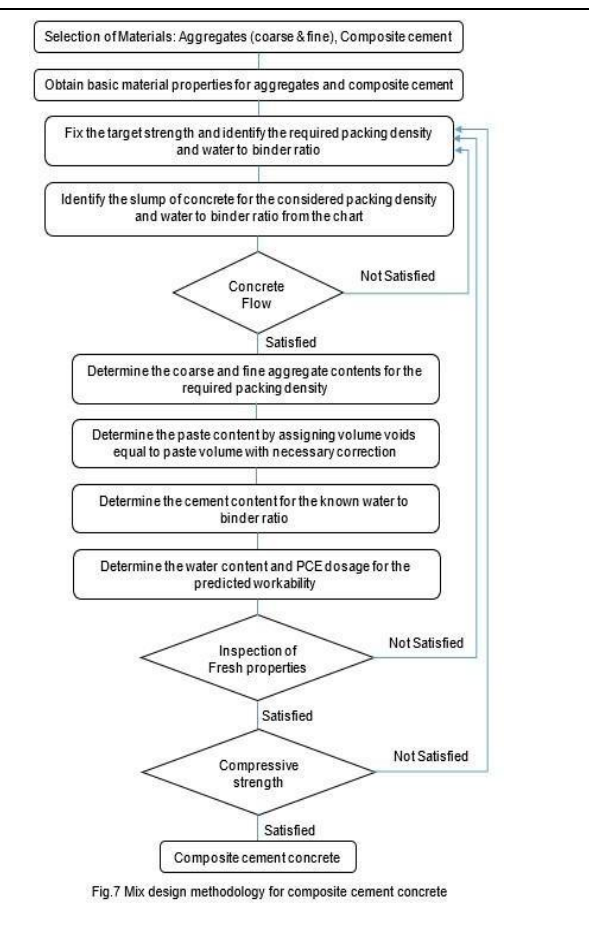 Selection of Materials: Aggregates (coarse & fine), Composite cement
Obtain basic material properties for aggregates and composite cement
Fix the target strength and identify the required packing density
and water to binder ratio
Identify the slump of concrete for the considered packing density
and water to binder ratio from the chart
Concrete
Flow
Not Satisfied
Satisfied
Determine the coarse and fine aggregate contents for the
required packing density
Determine the paste content by assigning volume voids
equal to paste volume with necessary correction
Determine the cement content for the known water to
binder ratio
Determine the water content and PCE dosage for the
predicted workability
Inspection of
Fresh properties
Not Satisfied
Satisfied
Compressive
strength
Not Satisfied
Satisfied
Composite cement concrete
Fig.7 Mix design methodology for composite cement concrete